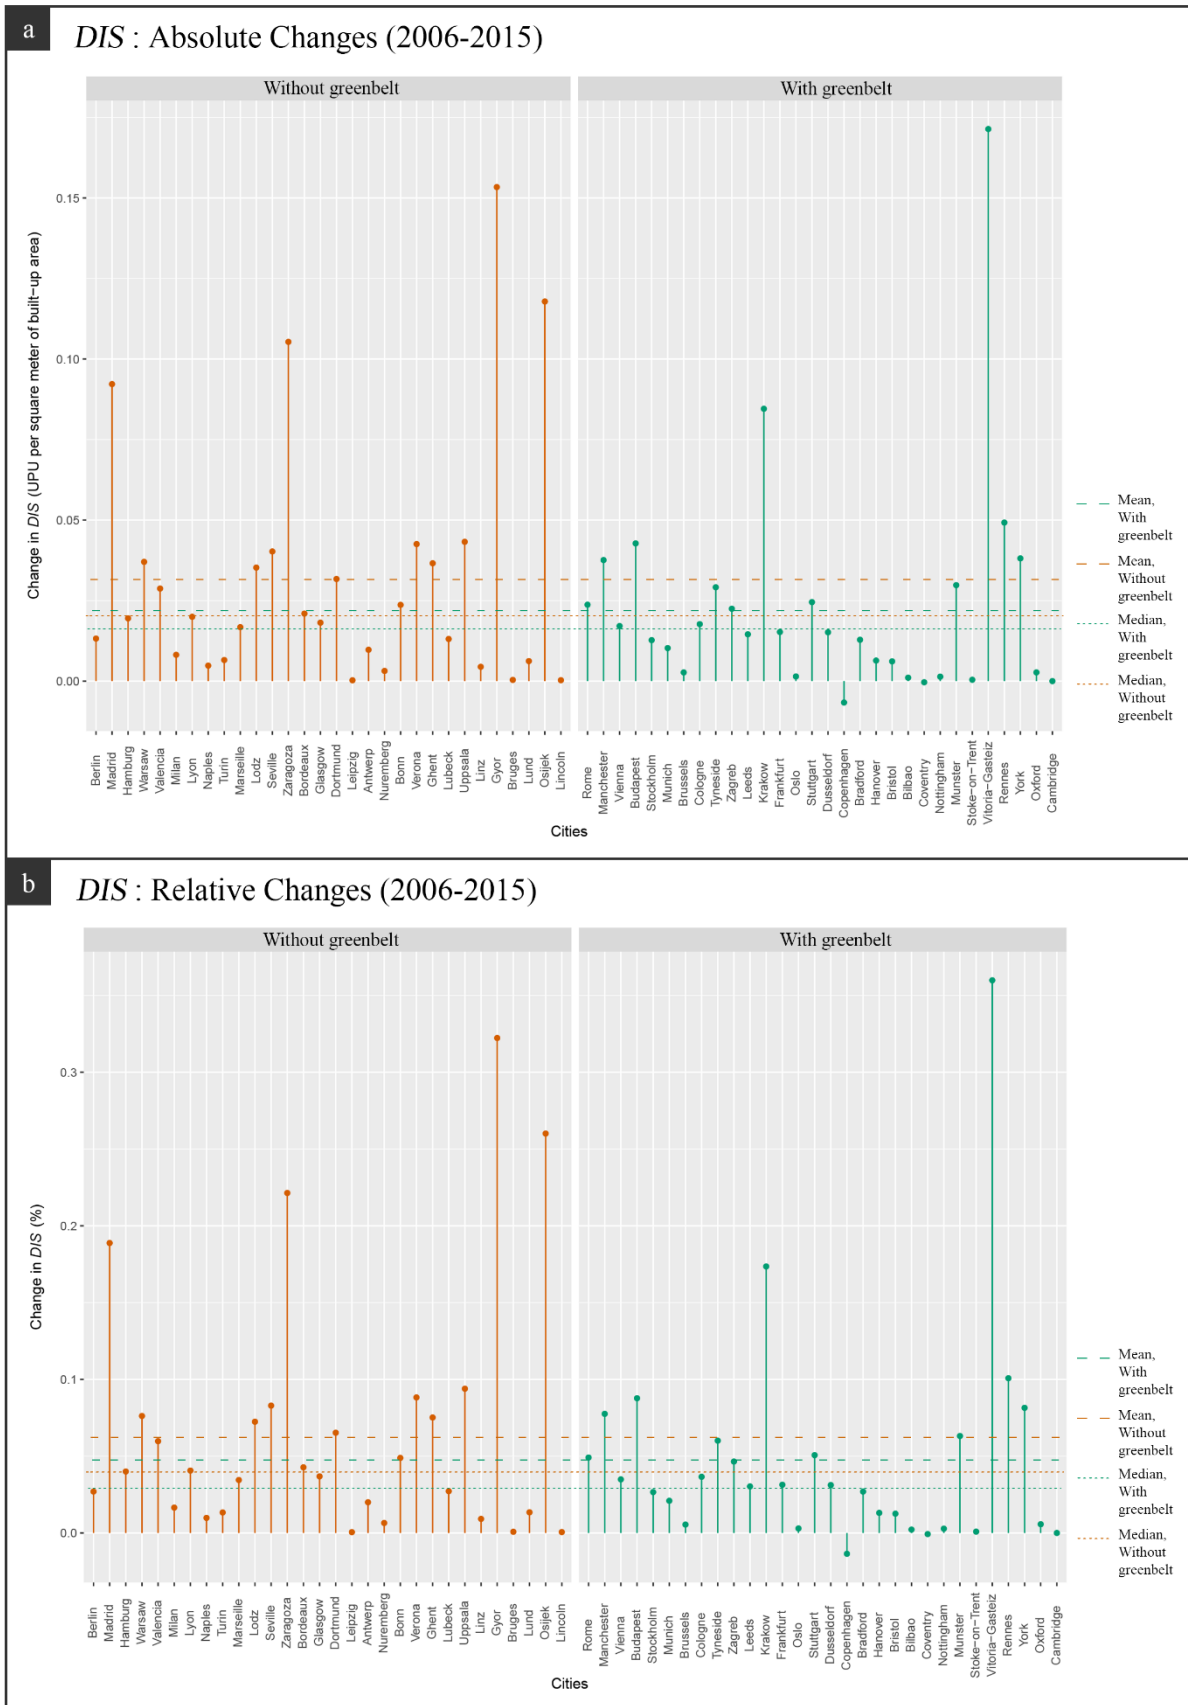 a
DIS : Absolute Changes (2006-2015)
Without greenbelt
With greenbelt
Change in DIS (UPU per square meter of built−up area)
0.15
0.10
0.05
0.00
Berlin
Madrid
Hamburg
Warsaw
Valencia
Milan
Lyon
Naples
Turin
Marseille
Lodz
Seville
Zaragoza
Bordeaux
Glasgow
Dortmund
Leipzig
Antwerp
Nuremberg
Bonn
Verona
Ghent
Lubeck
Uppsala
Linz
Gyor
Bruges
Lund
Osijek
Lincoln
Rome
Manchester
Vienna
Budapest
Stockholm
Munich
Brussels
Cologne
Tyneside
Zagreb
Leeds
Krakow
Frankfurt
Oslo
Stuttgart
Dusseldorf
Copenhagen
Bradford
Hanover
Bristol
Bilbao
Coventry
Nottingham
Munster
Stoke−on−Trent
Vitoria-Gasteiz
Rennes
York
Oxford
Cambridge
Cities
Mean,
With
greenbelt
Mean,
Without
greenbelt
Median,
With
greenbelt
Median,
Without
greenbelt
b
DIS : Relative Changes (2006-2015)
Without greenbelt
With greenbelt
Change in DIS (%)
0.3
0.2
0.1
0.0
Berlin
Madrid
Hamburg
Warsaw
Valencia
Milan
Lyon
Naples
Turin
Marseille
Lodz
Seville
Zaragoza
Bordeaux
Glasgow
Dortmund
Leipzig
Antwerp
Nuremberg
Bonn
Verona
Ghent
Lubeck
Uppsala
Linz
Gyor
Bruges
Lund
Osijek
Lincoln
Rome
Manchester
Vienna
Budapest
Stockholm
Munich
Brussels
Cologne
Tyneside
Zagreb
Leeds
Krakow
Frankfurt
Oslo
Stuttgart
Dusseldorf
Copenhagen
Bradford
Hanover
Bristol
Bilbao
Coventry
Nottingham
Munster
Stoke−on−Trent
Vitoria-Gasteiz
Rennes
York
Oxford
Cambridge
Cities
Mean,
With
greenbelt
Mean,
Without
greenbelt
Median,
With
greenbelt
Median,
Without
greenbelt